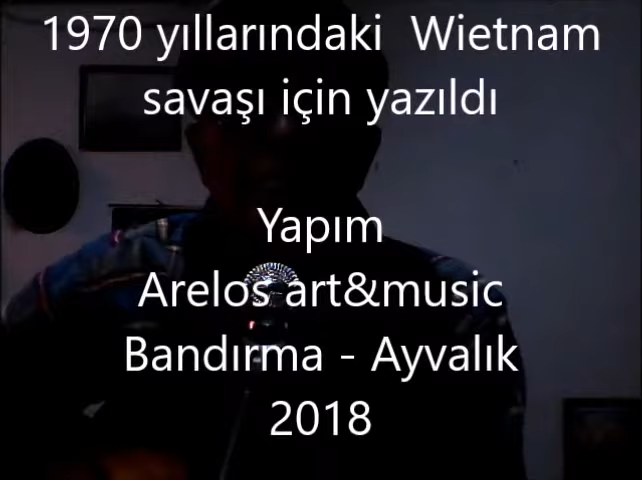 1970 yıllarındaki  Wietnam
savaşı için yazıldı
Yapım
Arelos art&music
Bandırma - Ayvalık
2018